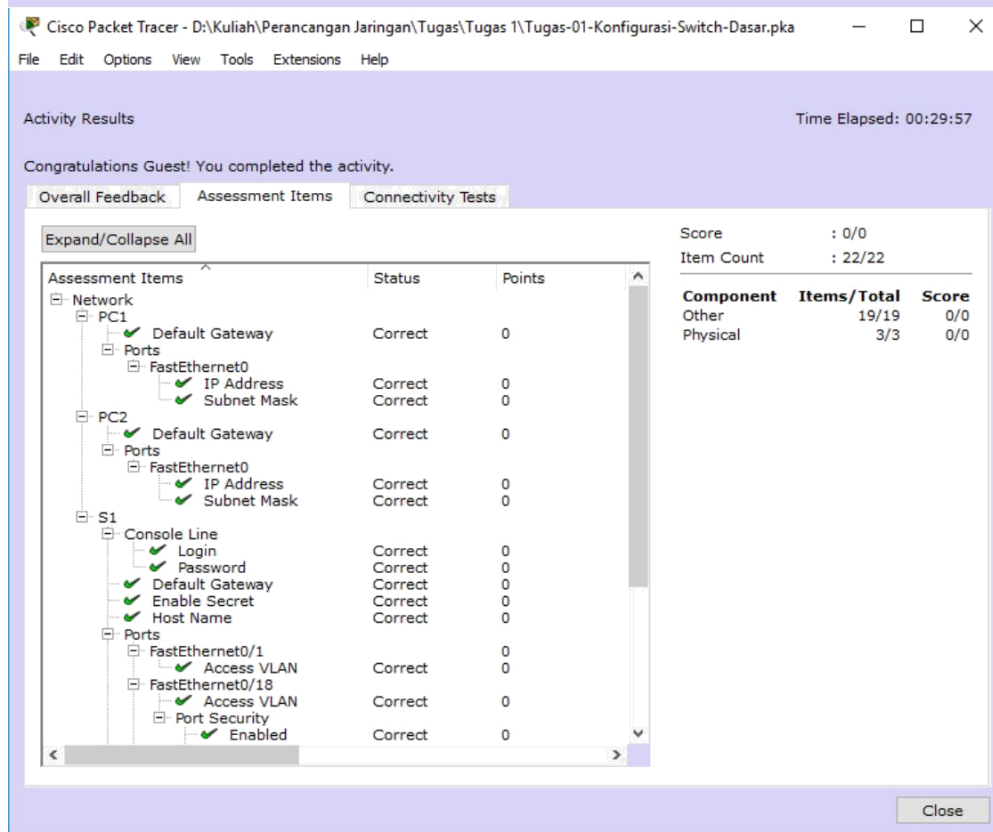 Cisco Packet Tracer - D:\Kuliah\Perancangan Jaringan\Tugas\Tugas 1\Tugas-01-Konfigurasi-Switch-Dasar.pka
File Edit Options View Tools Extensions Help
Activity Results Time Elapsed: 00:29:57
Congratulations Guest! You completed the activity.
Overall Feedback Assessment Items Connectivity Tests
Expand/Collapse All
Assessment Items Status Points
Network
PC1
Default Gateway Correct 0
Ports
FastEthernet0
IP Address Correct 0
Subnet Mask Correct 0
PC2
Default Gateway Correct 0
Ports
FastEthernet0
IP Address Correct 0
Subnet Mask Correct 0
S1
Console Line
Login Correct 0
Password Correct 0
Default Gateway Correct 0
Enable Secret Correct 0
Host Name Correct 0
Ports
FastEthernet0/1 0
Access VLAN Correct 0
FastEthernet0/18
Access VLAN Correct 0
Port Security
Enabled Correct 0
Score : 0/0
Item Count : 22/22
Component Items/Total Score
Other 19/19 0/0
Physical 3/3 0/0
Close